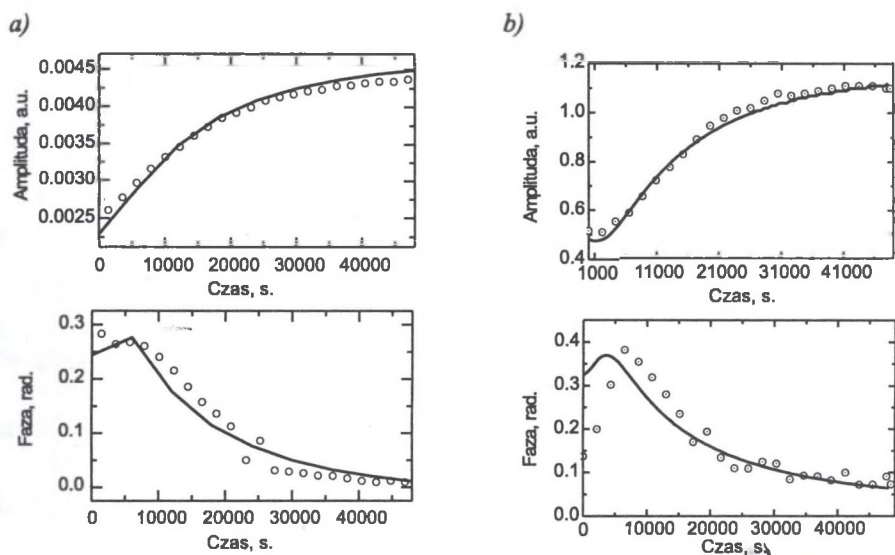 a)
b)
Amplituda, a.u.
0.0045
0.0040
0.0035
0.0030
0.0025
0 10000 20000 30000 40000
Czas, s.
Amplituda, a.u.
1.2
1.0
0.8
0.6
0.4
1000 11000 21000 31000 41000
Czas, s.
Faza, rad.
0.3
0.2
0.1
0.0
0 10000 20000 30000 40000
Czas, s.
Faza, rad.
0.4
0.3
0.2
0.1
0.0
0 10000 20000 30000 40000
Czas, s.